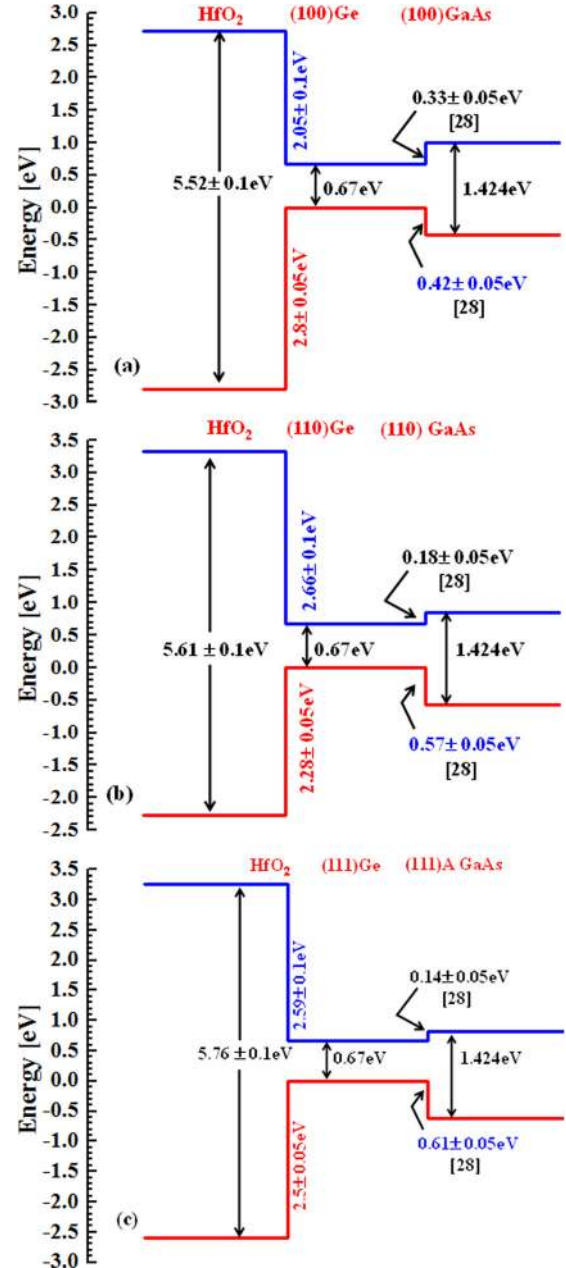 HfO2 (100)Ge (100)GaAs
3.0
2.5
2.0
1.5
1.0
0.5
0.0
-0.5
-1.0
-1.5
-2.0
-2.5
-3.0
Energy [eV]
5.52± 0.1eV
2.05± 0.1eV
2.8± 0.05eV
0.67eV
0.33± 0.05eV
[28]
1.424eV
0.42± 0.05eV
[28]
(a)
HfO2 (110)Ge (110) GaAs
3.5
3.0
2.5
2.0
1.5
1.0
0.5
0.0
-0.5
-1.0
-1.5
-2.0
-2.5
Energy [eV]
5.61 ± 0.1eV
2.66± 0.1eV
2.28± 0.05eV
0.67eV
0.18± 0.05eV
[28]
1.424eV
0.57± 0.05eV
[28]
(b)
HfO2 (111)Ge (111)A GaAs
3.5
3.0
2.5
2.0
1.5
1.0
0.5
0.0
-0.5
-1.0
-1.5
-2.0
-2.5
-3.0
Energy [eV]
5.76 ± 0.1eV
2.59± 0.1eV
2.5± 0.05eV
0.67eV
0.14± 0.05eV
[28]
1.424eV
0.61± 0.05eV
[28]
(c)